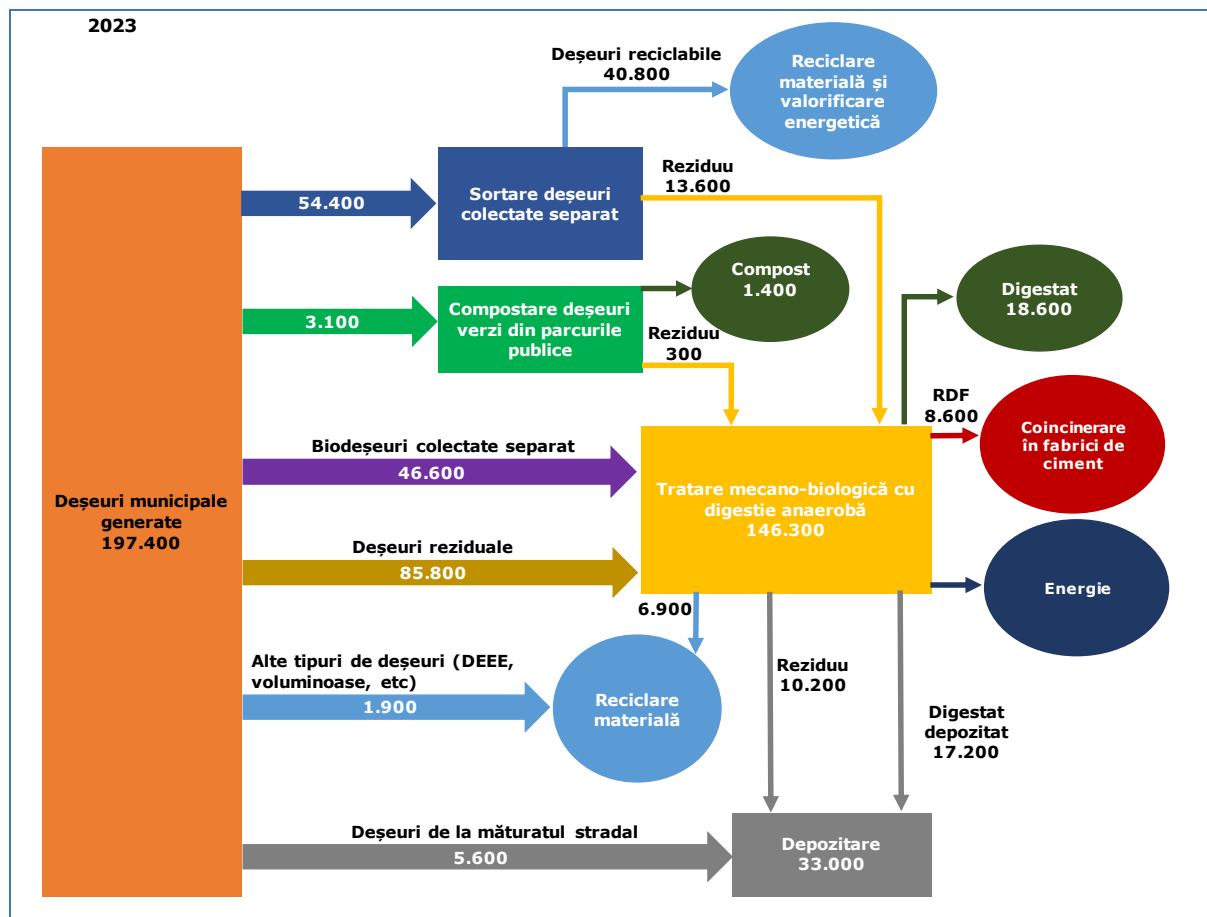 2023
Deșeuri reciclabile
40.800
Reciclare
materială și
valorificare
energetică
54.400
Sortare deșeuri
colectate separat
Reziduu
13.600
3.100
Compostare deșeuri
verzi din parcurile
publice
Compost
1.400
Reziduu
300
Digestat
18.600
RDF
8.600
Coincinerare
în fabrici de
ciment
Biodeșeuri colectate separat
46.600
Tratare mecano-biologică cu
digestie anaerobă
146.300
Deșeuri municipale
generate
197.400
Deșeuri reziduale
85.800
Energie
6.900
Alte tipuri de deșeuri (DEEE,
voluminoase, etc)
1.900
Reciclare
materială
Reziduu
10.200
Digestat
depozitat
17.200
Deșeuri de la măturatul stradal
5.600
Depozitare
33.000